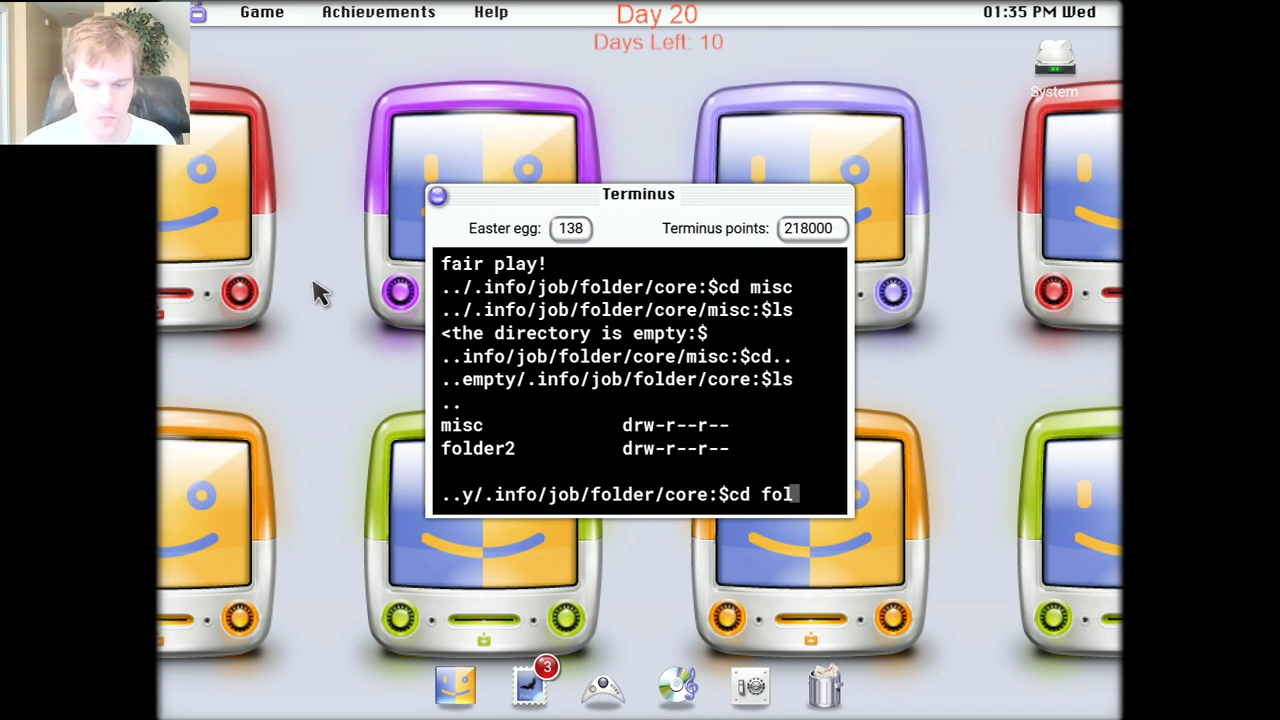 Game Achievements Help Day 20 01:35 PM Wed
Days Left: 10
System
Terminus
Easter egg: 138 Terminus points: 218000
fair play!
../.info/job/folder/core:$cd misc
../.info/job/folder/core/misc:$ls
<the directory is empty:$
..info/job/folder/core/misc:$cd..
..empty/.info/job/folder/core:$ls
..
misc drw-r--r--
folder2 drw-r--r--
..y/.info/job/folder/core:$cd fol
3